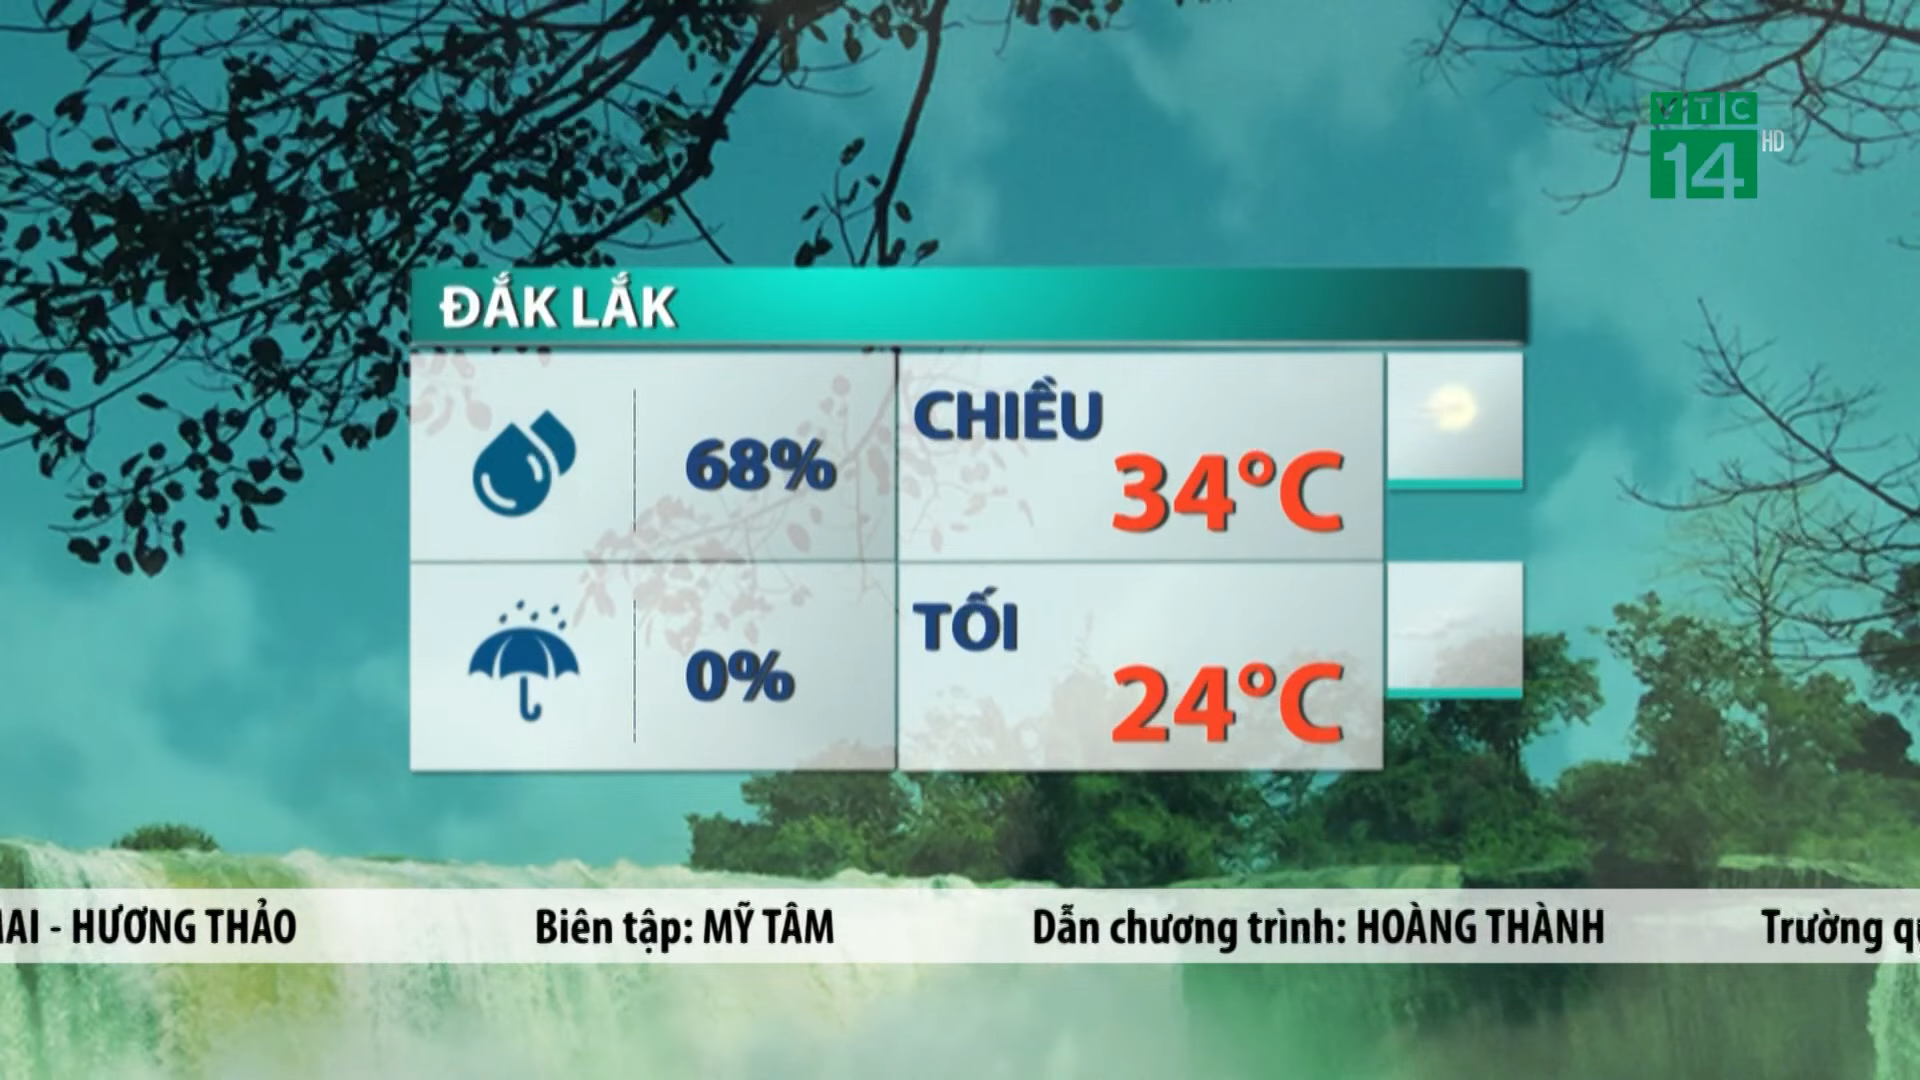 VTC
14 HD
ĐẮK LẮK
68%
CHIỀU
34°C
0%
TỐI
24°C
- HƯƠNG THẢO Biên tập: MỸ TÂM Dẫn chương trình: HOÀNG THÀNH Trường